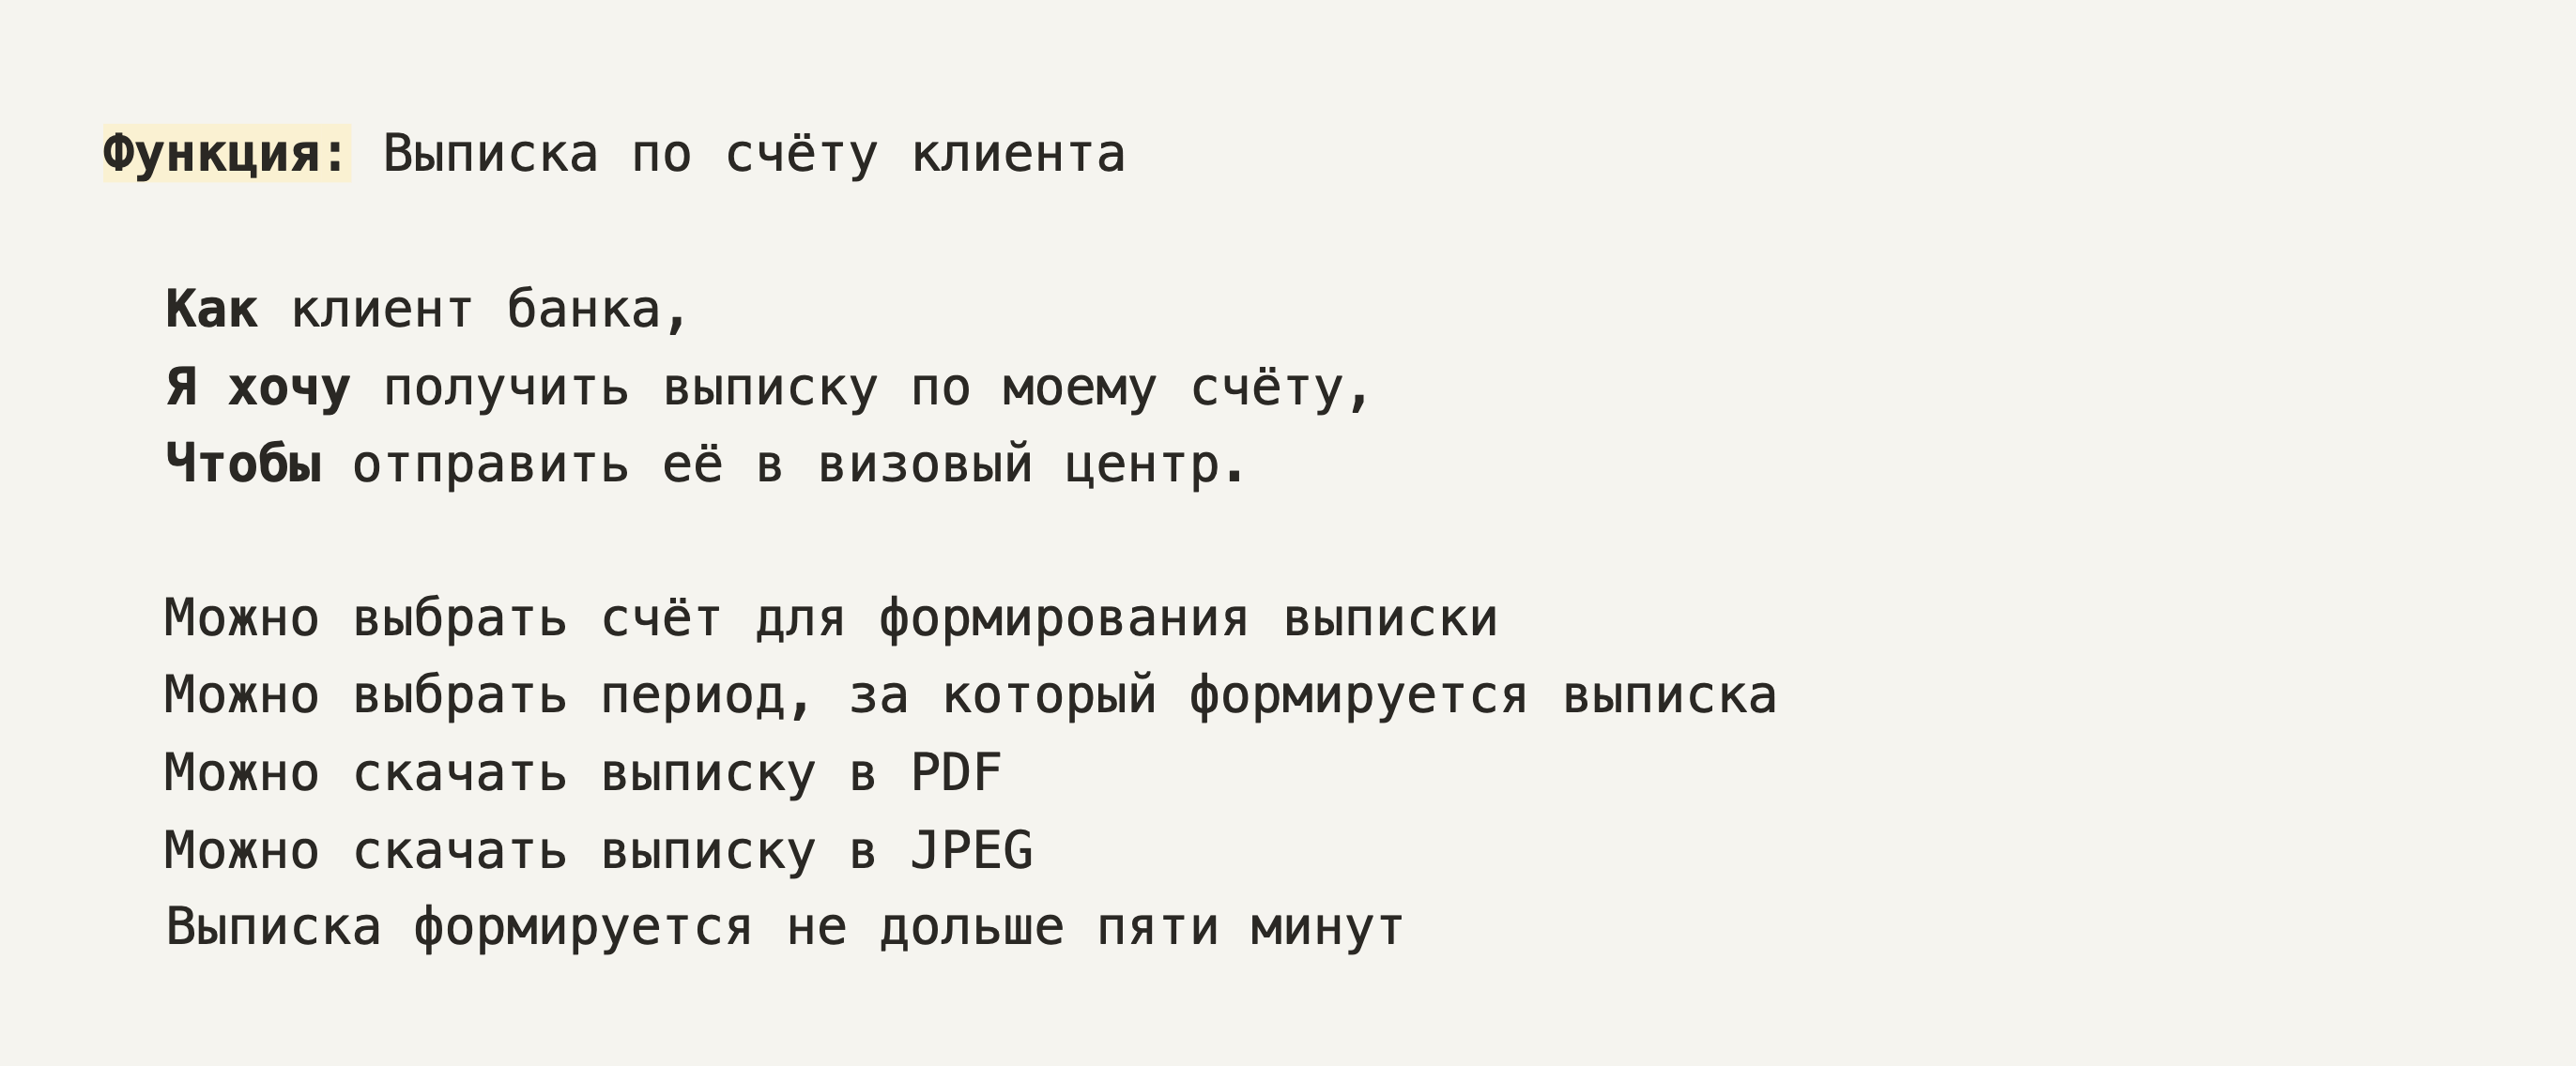 Функция: Выписка по счёту клиента
Как клиент банка,
Я хочу получить выписку по моему счёту,
Чтобы отправить её в визовый центр.
Можно выбрать счёт для формирования выписки
Можно выбрать период, за который формируется выписка
Можно скачать выписку в PDF
Можно скачать выписку в JPEG
Выписка формируется не дольше пяти минут